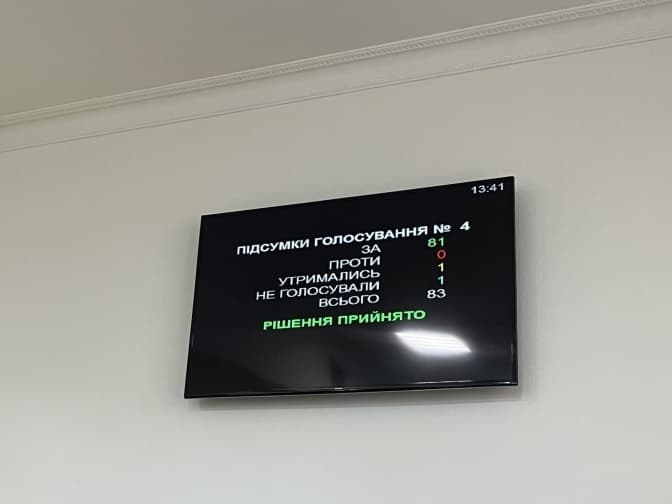 13:41
ПІДСУМКИ ГОЛОСУВАННЯ № 4
ЗА 81
ПРОТИ 0
УТРИМАЛИСЬ 1
НЕ ГОЛОСУВАЛИ 1
ВСЬОГО 83
РІШЕННЯ ПРИЙНЯТО